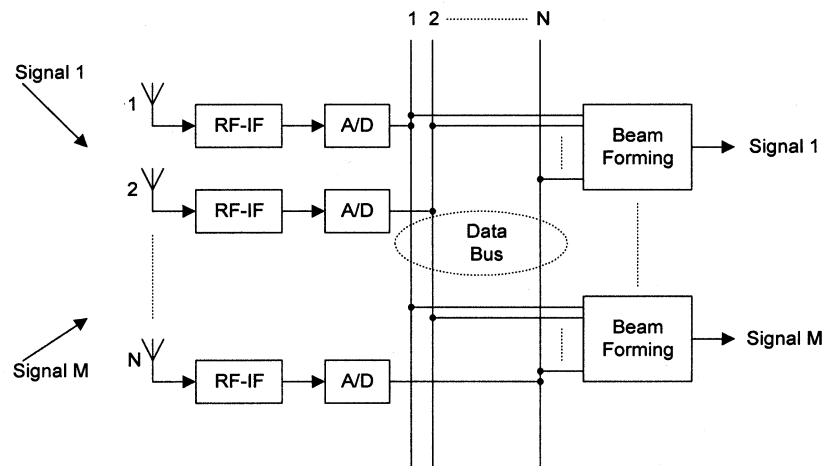 1 2 N
Signal 1
1
RF-IF
A/D
Beam
Forming
Signal 1
2
RF-IF
A/D
Data
Bus
Signal M
N
RF-IF
A/D
Beam
Forming
Signal M